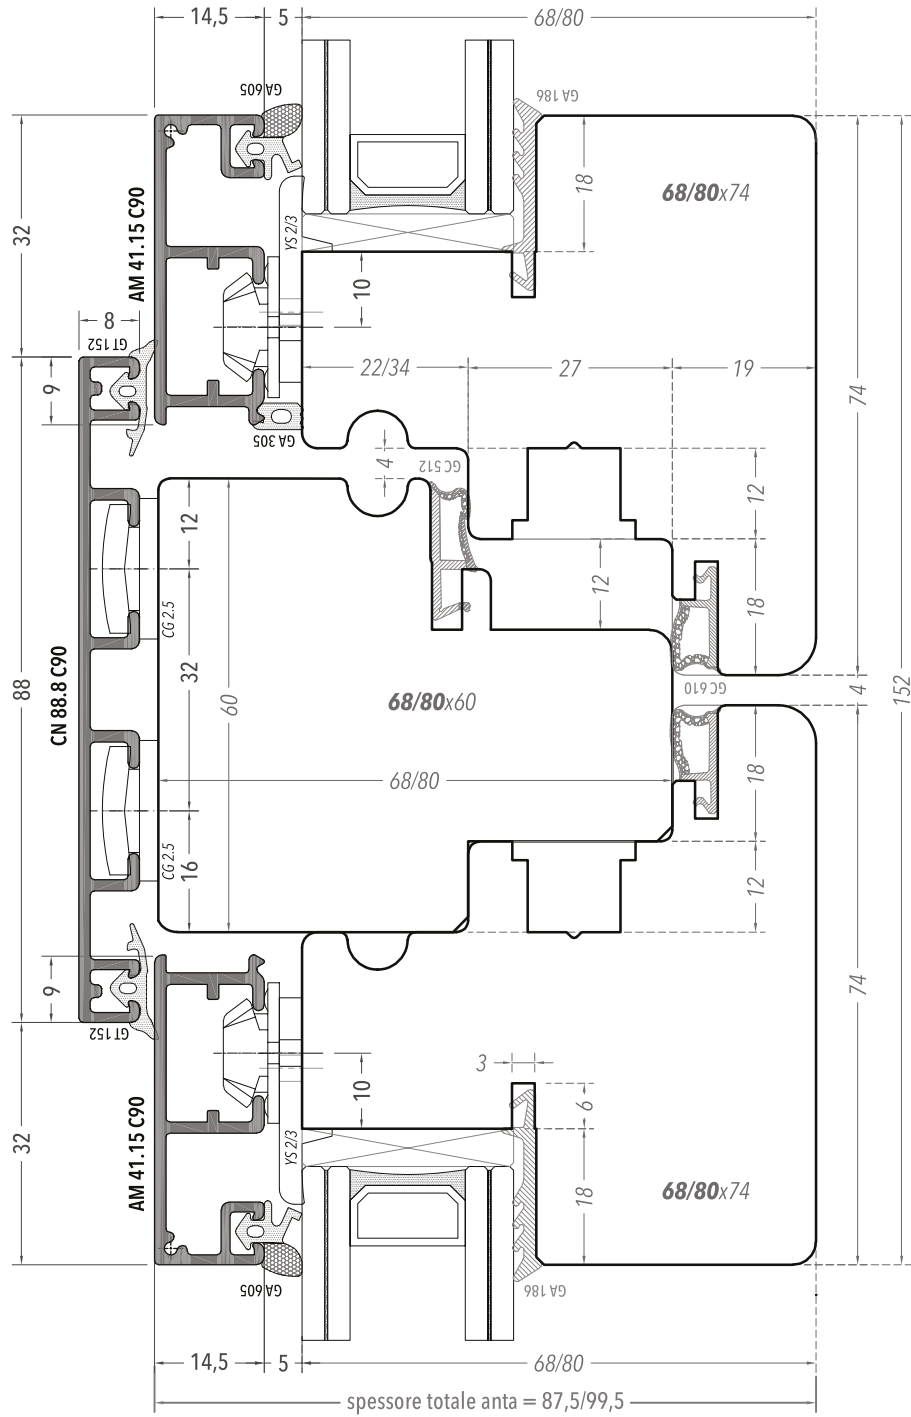 14,5
5
68/80
GA 605
GA 186
18
68/80x74
32
AM 41.15 C90
YS 2/3
10
8
GT 152
9
22/34
27
19
74
GA 305
4
GC 512
12
12
12
18
CG 2.5
32
60
88
CN 88.8 C90
68/80x60
GC 610
4
152
68/80
18
CG 2.5
16
12
9
GT 152
74
3
10
6
AM 41.15 C90
YS 2/3
32
18
68/80x74
GA 605
GA 186
14,5
5
68/80
spessore totale anta = 87,5/99,5